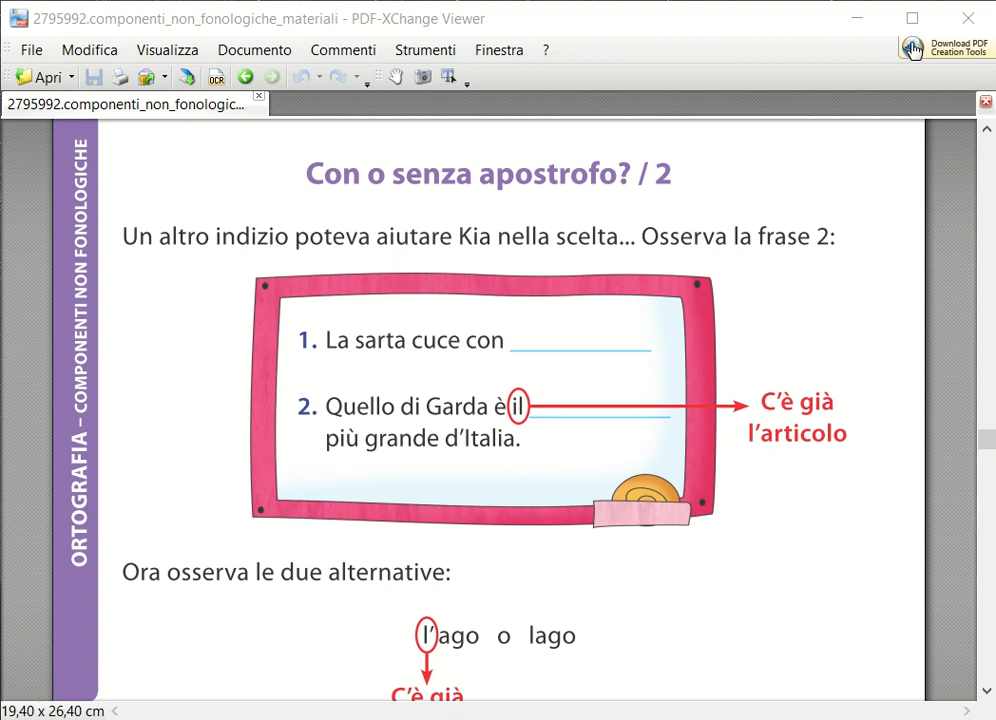 2795992.componenti_non_fonologiche_materiali - PDF-XChange Viewer
File Modifica Visualizza Documento Commenti Strumenti Finestra ?
Download PDF
Creation Tools
Apri
OCR
2795992.componenti_non_fonologic...
ORTOGRAFIA – COMPONENTI NON FONOLOGICHE
Con o senza apostrofo? / 2
Un altro indizio poteva aiutare Kia nella scelta... Osserva la frase 2:
1. La sarta cuce con
2. Quello di Garda è il
più grande d’Italia.
C’è già
l’articolo
Ora osserva le due alternative:
l’ago o lago
C’è già
19,40 x 26,40 cm